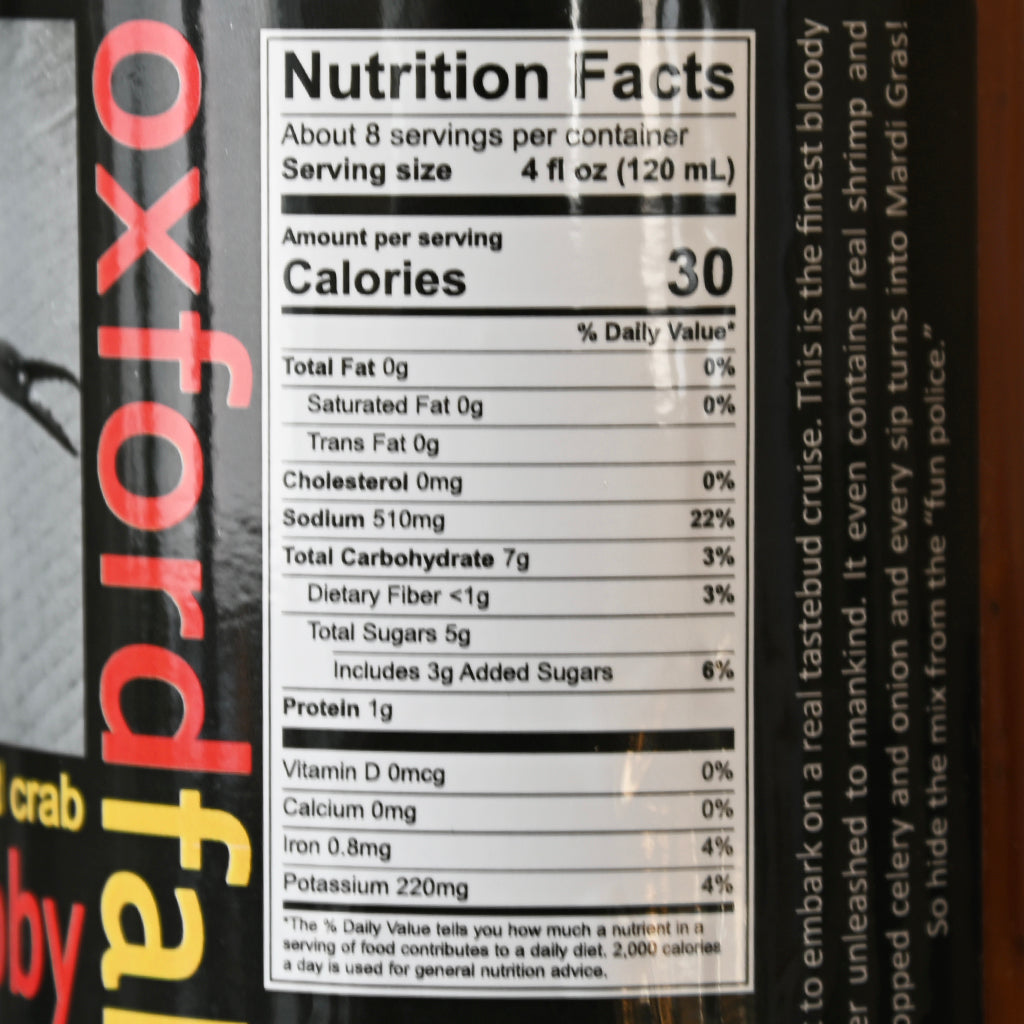 oxford fal
crab
by
Nutrition Facts
About 8 servings per container
Serving size 4 fl oz (120 mL)
Amount per serving
Calories 30
% Daily Value*
Total Fat 0g 0%
Saturated Fat 0g 0%
Trans Fat 0g
Cholesterol 0mg 0%
Sodium 510mg 22%
Total Carbohydrate 7g 3%
Dietary Fiber <1g 3%
Total Sugars 5g
Includes 3g Added Sugars 6%
Protein 1g
Vitamin D 0mcg 0%
Calcium 0mg 0%
Iron 0.8mg 4%
Potassium 220mg 4%
*The % Daily Value tells you how much a nutrient in a
serving of food contributes to a daily diet. 2,000 calories
a day is used for general nutrition advice.
to embark on a real tastebud cruise. This is the finest bloody
er unleashed to mankind. It even contains real shrimp and
opped celery and onion and every sip turns into Mardi Gras!
So hide the mix from the “fun police.”